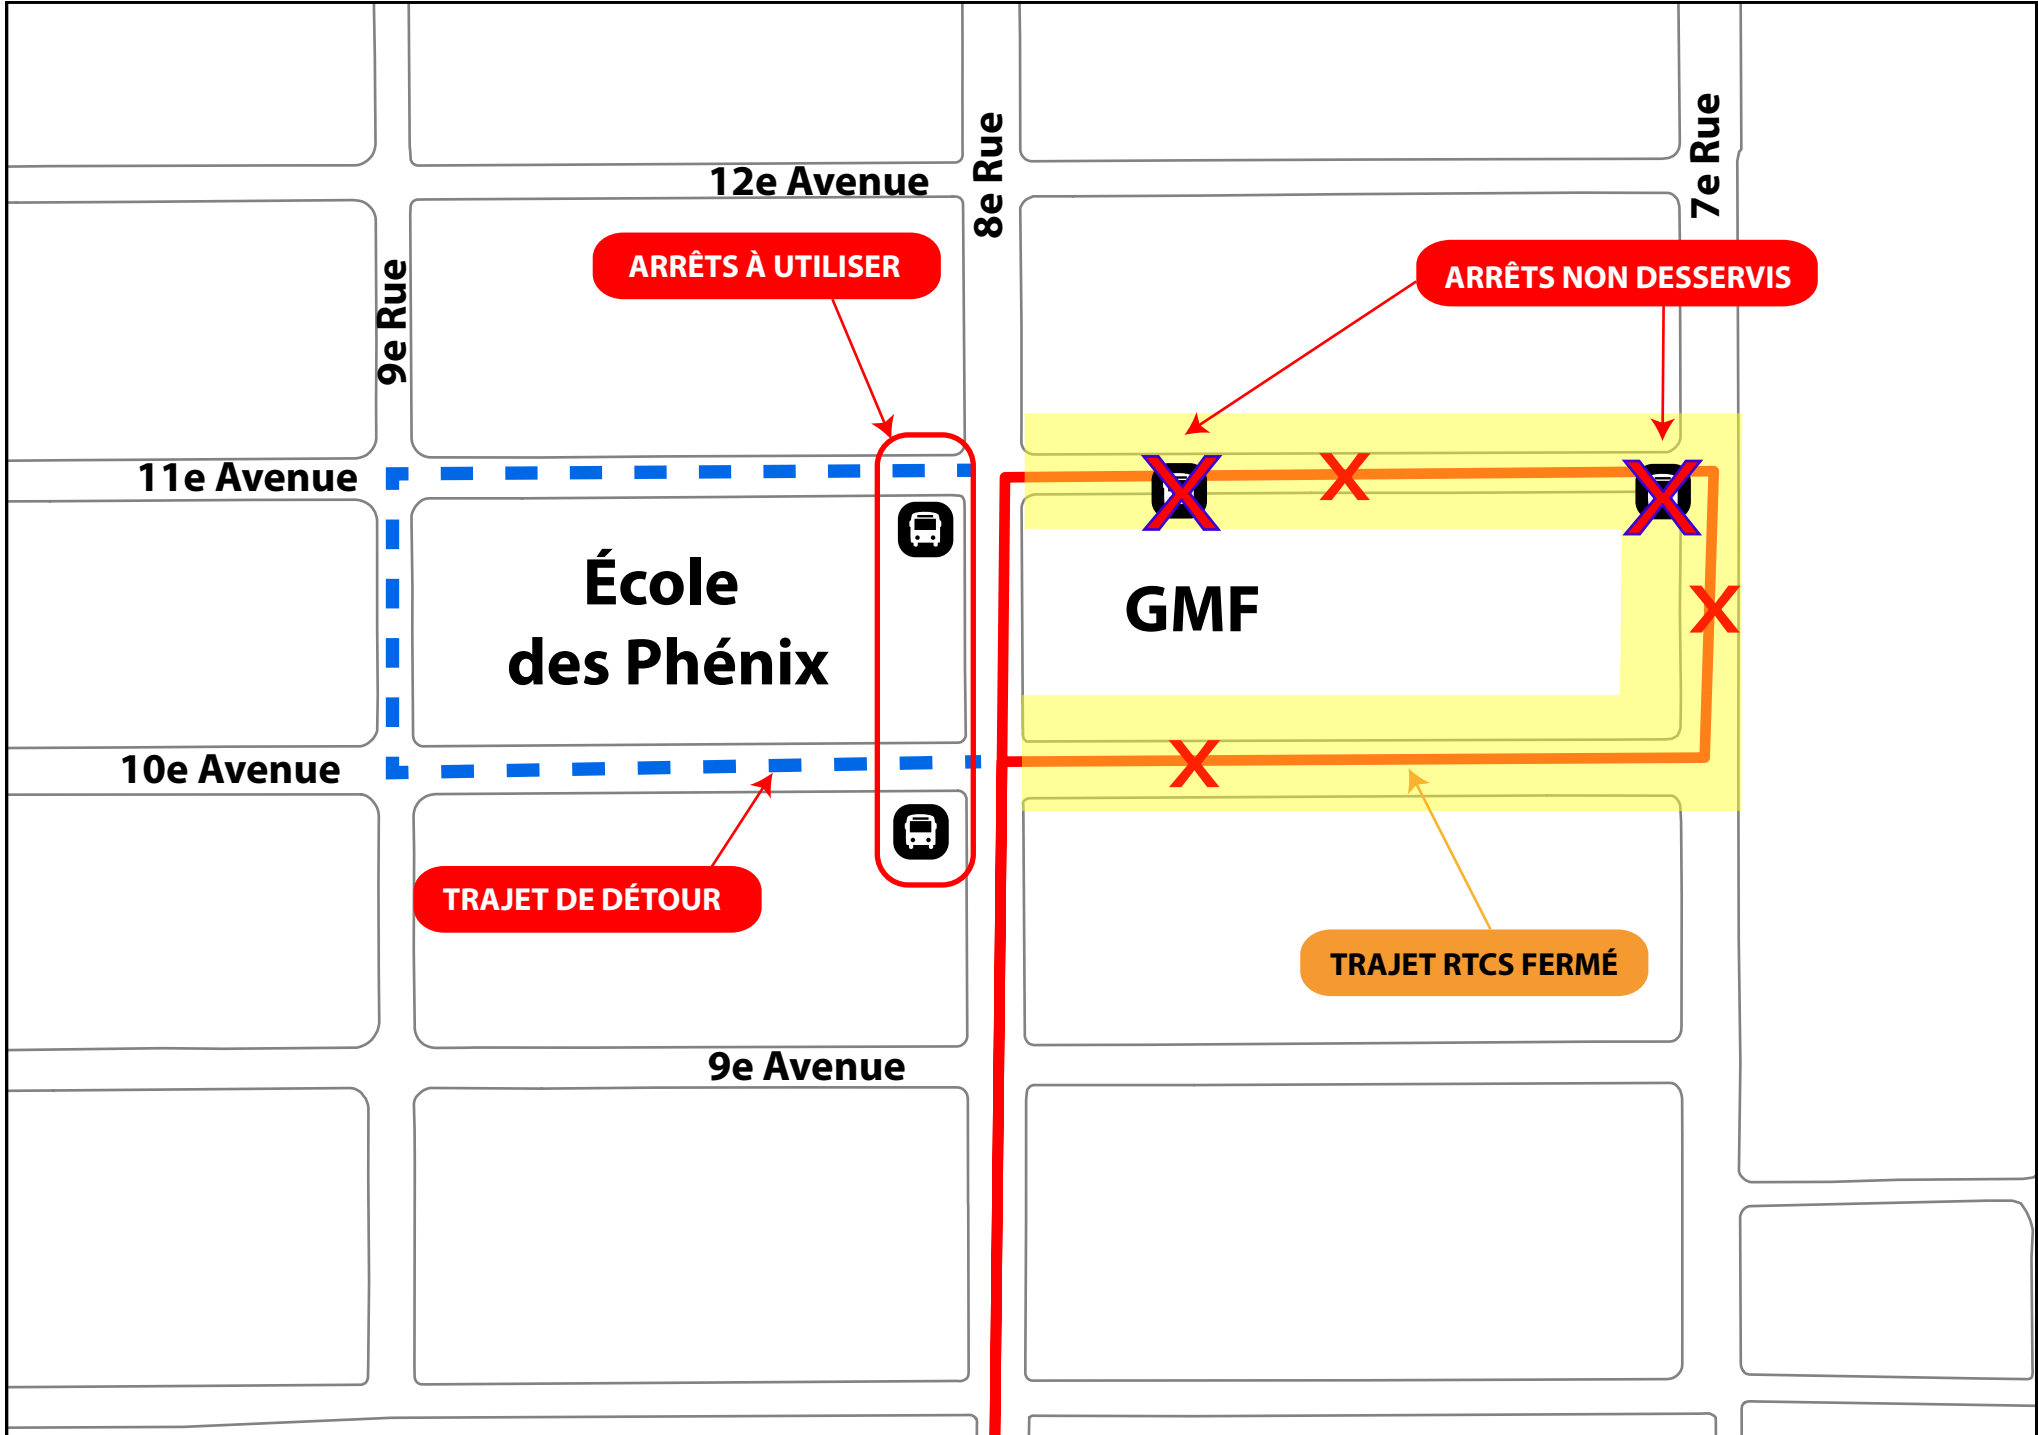 12e Avenue
8e Rue
7e Rue
ARRÊTS À UTILISER
ARRÊTS NON DESSERVIS
9e Rue
11e Avenue
École
des Phénix
GMF
10e Avenue
TRAJET DE DÉTOUR
TRAJET RTCS FERMÉ
9e Avenue